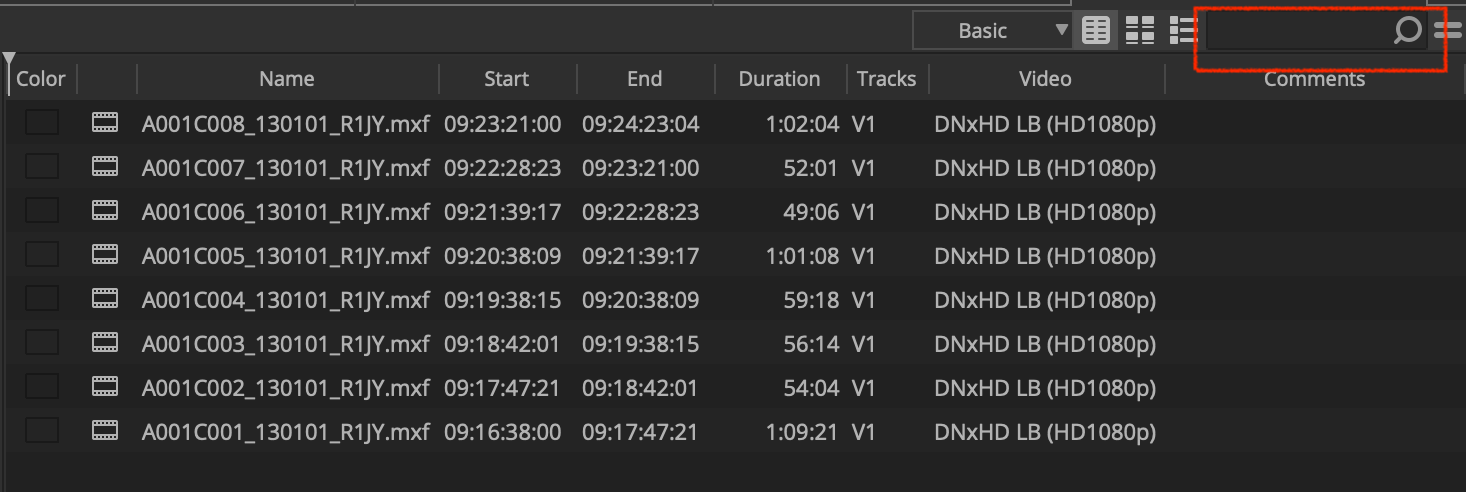 Basic
Color Name Start End Duration Tracks Video Comments
A001C008_130101_R1JY.mxf 09:23:21:00 09:24:23:04 1:02:04 V1 DNxHD LB (HD1080p)
A001C007_130101_R1JY.mxf 09:22:28:23 09:23:21:00 52:01 V1 DNxHD LB (HD1080p)
A001C006_130101_R1JY.mxf 09:21:39:17 09:22:28:23 49:06 V1 DNxHD LB (HD1080p)
A001C005_130101_R1JY.mxf 09:20:38:09 09:21:39:17 1:01:08 V1 DNxHD LB (HD1080p)
A001C004_130101_R1JY.mxf 09:19:38:15 09:20:38:09 59:18 V1 DNxHD LB (HD1080p)
A001C003_130101_R1JY.mxf 09:18:42:01 09:19:38:15 56:14 V1 DNxHD LB (HD1080p)
A001C002_130101_R1JY.mxf 09:17:47:21 09:18:42:01 54:04 V1 DNxHD LB (HD1080p)
A001C001_130101_R1JY.mxf 09:16:38:00 09:17:47:21 1:09:21 V1 DNxHD LB (HD1080p)